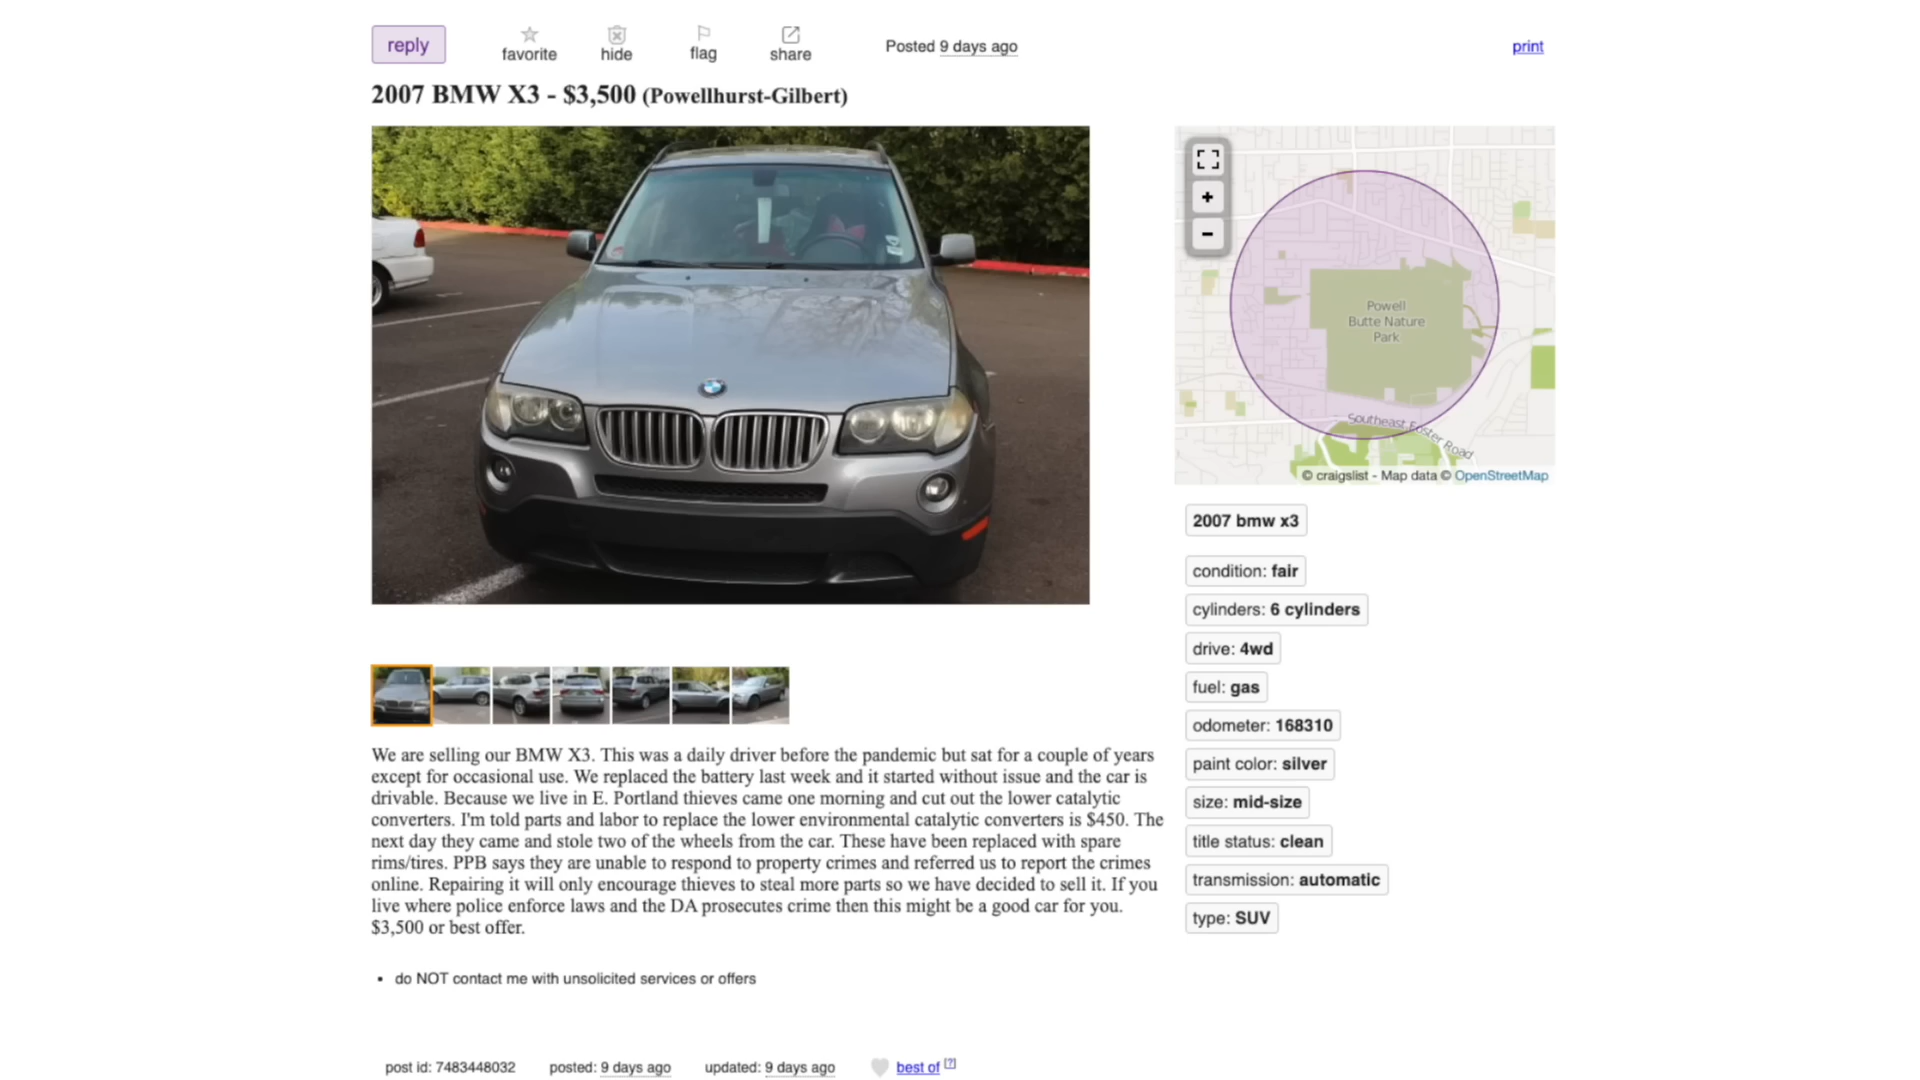 reply
favorite
hide
flag
share
Posted 9 days ago
print
2007 BMW X3 - $3,500 (Powellhurst-Gilbert)
+
−
Powell
Butte Nature
Park
Southeast Foster Road
© craigslist - Map data © OpenStreetMap
2007 bmw x3
condition: fair
cylinders: 6 cylinders
drive: 4wd
fuel: gas
odometer: 168310
paint color: silver
size: mid-size
title status: clean
transmission: automatic
type: SUV
We are selling our BMW X3. This was a daily driver before the pandemic but sat for a couple of years
except for occasional use. We replaced the battery last week and it started without issue and the car is
drivable. Because we live in E. Portland thieves came one morning and cut out the lower catalytic
converters. I'm told parts and labor to replace the lower environmental catalytic converters is $450. The
next day they came and stole two of the wheels from the car. These have been replaced with spare
rims/tires. PPB says they are unable to respond to property crimes and referred us to report the crimes
online. Repairing it will only encourage thieves to steal more parts so we have decided to sell it. If you
live where police enforce laws and the DA prosecutes crime then this might be a good car for you.
$3,500 or best offer.
• do NOT contact me with unsolicited services or offers
post id: 7483448032
posted: 9 days ago
updated: 9 days ago
best of [?]